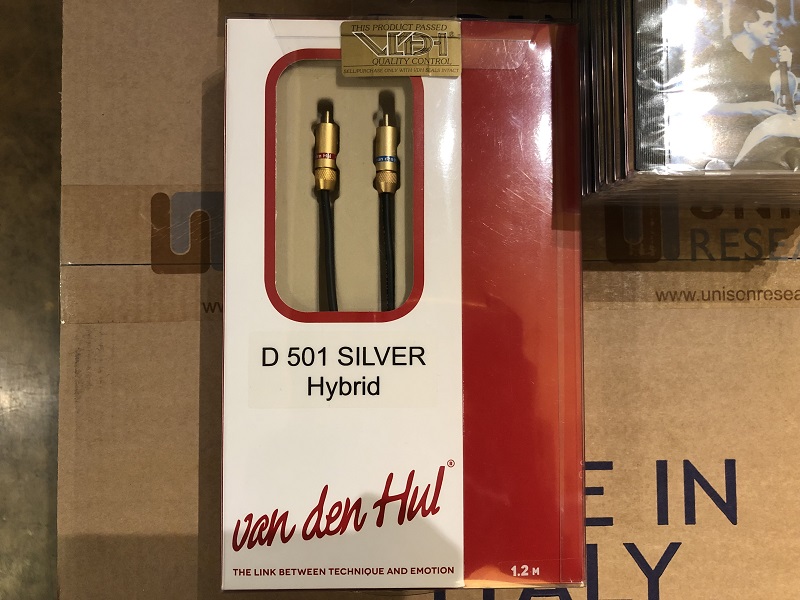 THIS PRODUCT PASSED
VDH
QUALITY CONTROL
D 501 SILVER
Hybrid
van den Hul®
THE LINK BETWEEN TECHNIQUE AND EMOTION
1.2 M
RESEA
www.unisonresea
E IN
ITALY